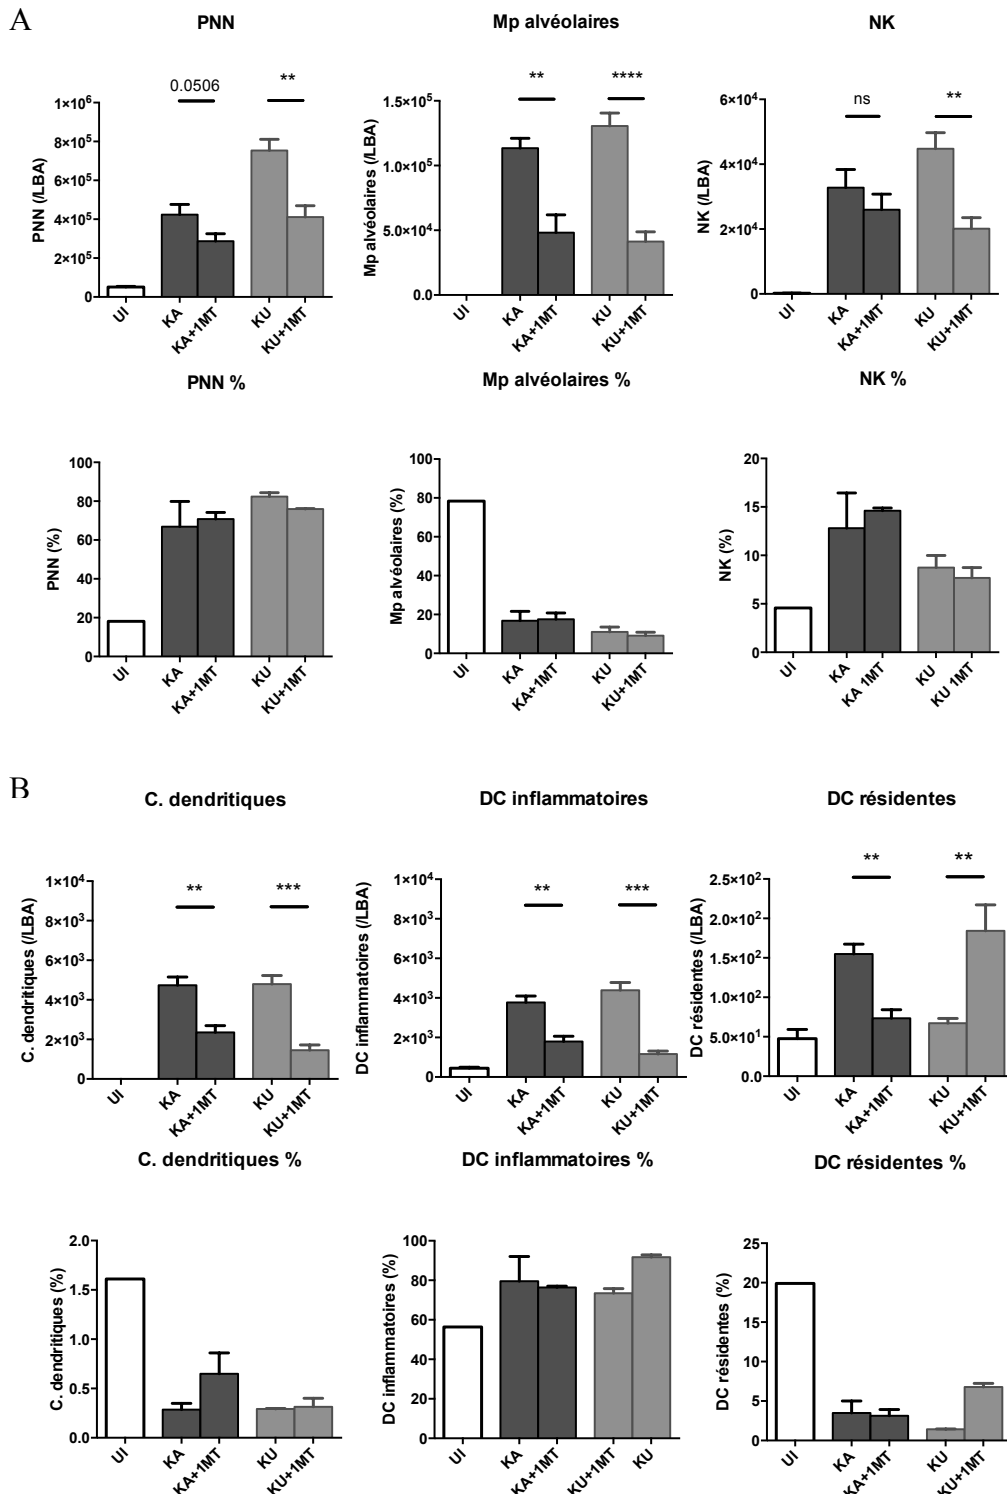 A
PNN
Mp alvéolaires
NK
0.0506
**
**
****
ns
**
PNN (/LBA)
1×10⁶
8×10⁵
6×10⁵
4×10⁵
2×10⁵
0
UI
KA
KA+1MT
KU
KU+1MT
Mp alvéolaires (/LBA)
1.5×10⁵
1.0×10⁵
5.0×10⁴
0.0
UI
KA
KA+1MT
KU
KU+1MT
NK (/LBA)
6×10⁴
4×10⁴
2×10⁴
0
UI
KA
KA+1MT
KU
KU+1MT
PNN %
Mp alvéolaires %
NK %
PNN (%)
100
80
60
40
20
0
UI
KA
KA+1MT
KU
KU+1MT
Mp alvéolaires (%)
100
80
60
40
20
0
UI
KA
KA+1MT
KU
KU+1MT
NK (%)
20
15
10
5
0
UI
KA
KA 1MT
KU
KU 1MT
B
C. dendritiques
DC inflammatoires
DC résidentes
**
***
**
***
**
**
C. dendritiques (/LBA)
1×10⁴
8×10³
6×10³
4×10³
2×10³
0
UI
KA
KA+1MT
KU
KU+1MT
DC inflammatoires (/LBA)
1×10⁴
8×10³
6×10³
4×10³
2×10³
0
UI
KA
KA+1MT
KU
KU+1MT
DC résidentes (/LBA)
2.5×10²
2.0×10²
1.5×10²
1.0×10²
5.0×10¹
0.0
UI
KA
KA+1MT
KU
KU+1MT
C. dendritiques %
DC inflammatoires %
DC résidentes %
C. dendritiques (%)
2.0
1.5
1.0
0.5
0.0
UI
KA
KA+1MT
KU
KU+1MT
DC inflammatoires (%)
100
80
60
40
20
0
UI
KA
KA+1MT
KU+1MT
KU
DC résidentes (%)
25
20
15
10
5
0
UI
KA
KA+1MT
KU
KU+1MT